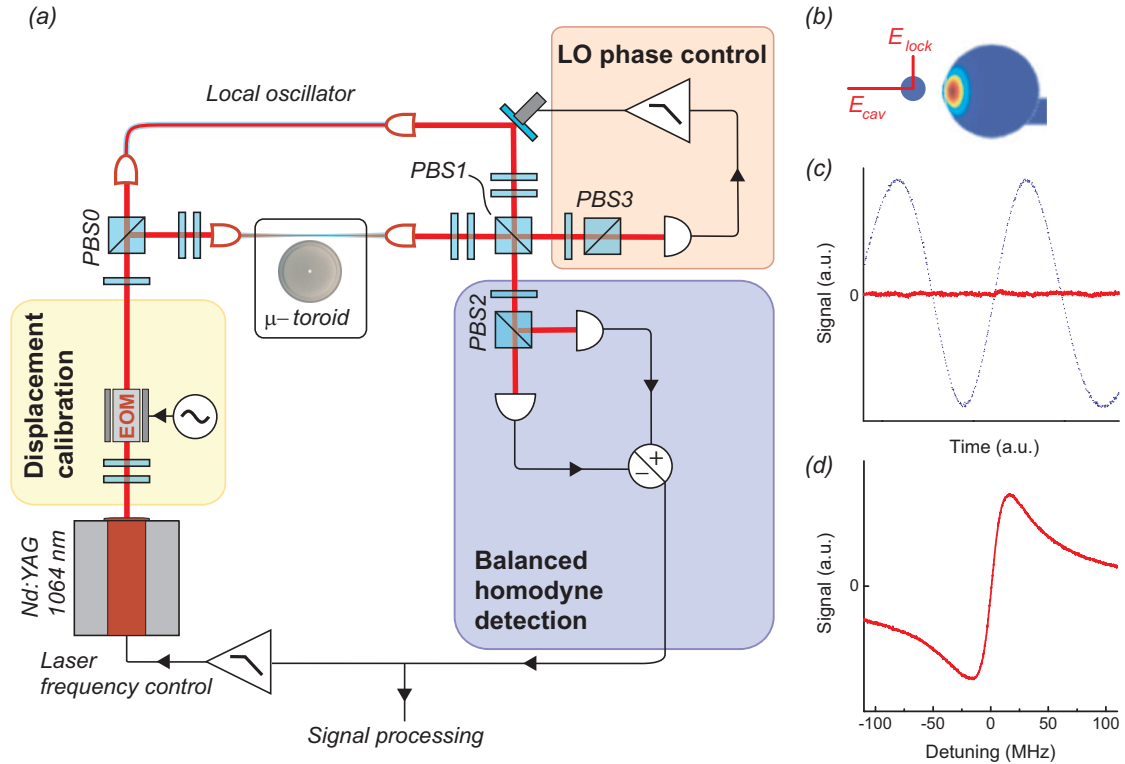 (a)
Local oscillator
LO phase control
PBS1
PBS3
PBS0
μ–toroid
PBS2
Displacement
calibration
EOM
Nd:YAG
1064 nm
Balanced
homodyne
detection
+
−
Laser
frequency control
Signal processing
(b)
E lock
E cav
(c)
Signal (a.u.)
0
Time (a.u.)
(d)
Signal (a.u.)
0
-100 -50 0 50 100
Detuning (MHz)